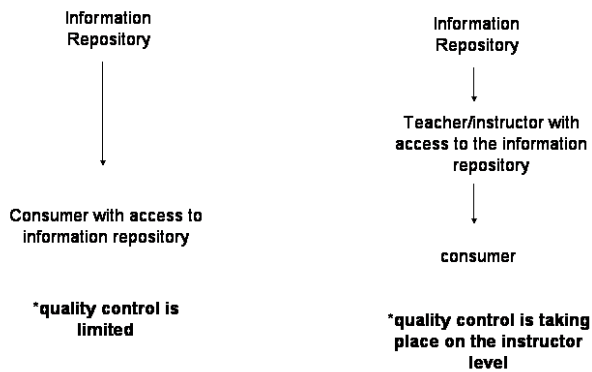 Information
Repository
Consumer with access to
information repository
*quality control is
limited
Information
Repository
Teacher/instructor with
access to the information
repository
consumer
*quality control is taking
place on the instructor
level